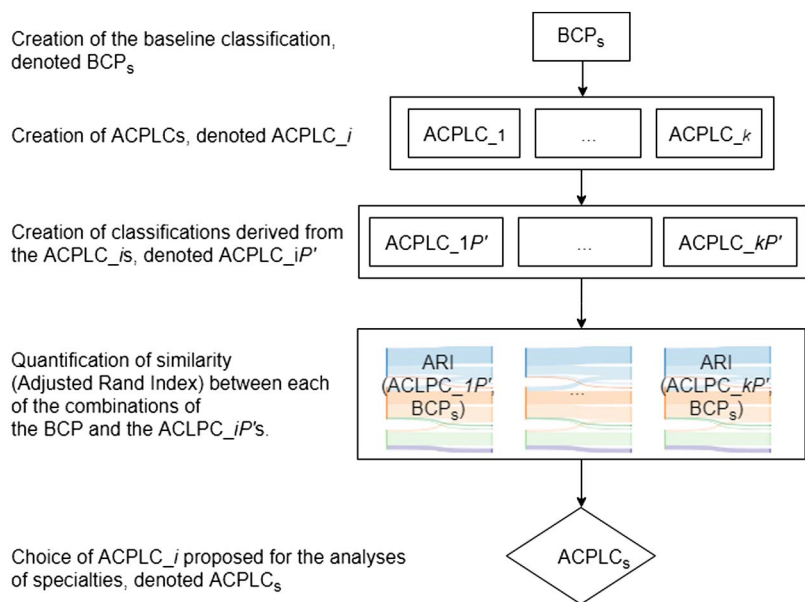 Creation of the baseline classification,
denoted BCPs
BCPs
Creation of ACPLCs, denoted ACPLC_i
ACPLC_1
...
ACPLC_k
Creation of classifications derived from
the ACPLC_is, denoted ACPLC_iP'
ACPLC_1P'
...
ACPLC_kP'
Quantification of similarity
(Adjusted Rand Index) between each
of the combinations of
the BCP and the ACLPC_iP's.
ARI
(ACLPC_1P',
BCPs)
...
ARI
(ACLPC_kP',
BCPs)
Choice of ACPLC_i proposed for the analyses
of specialties, denoted ACPLCs
ACPLCs